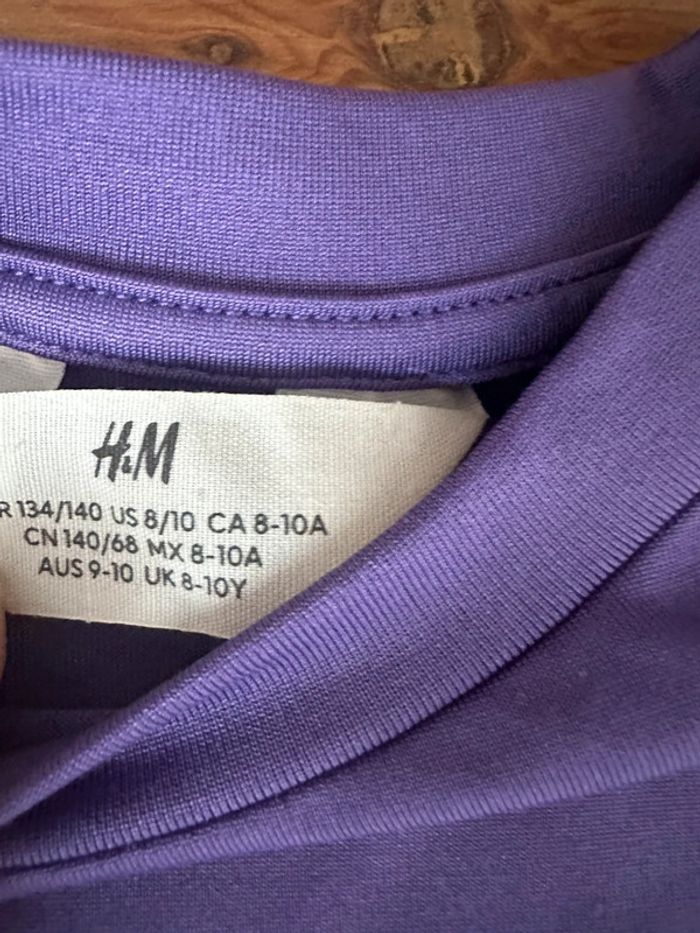 H&M
R 134/140 US 8/10 CA 8-10A
CN 140/68 MX 8-10A
AUS 9-10 UK 8-10Y